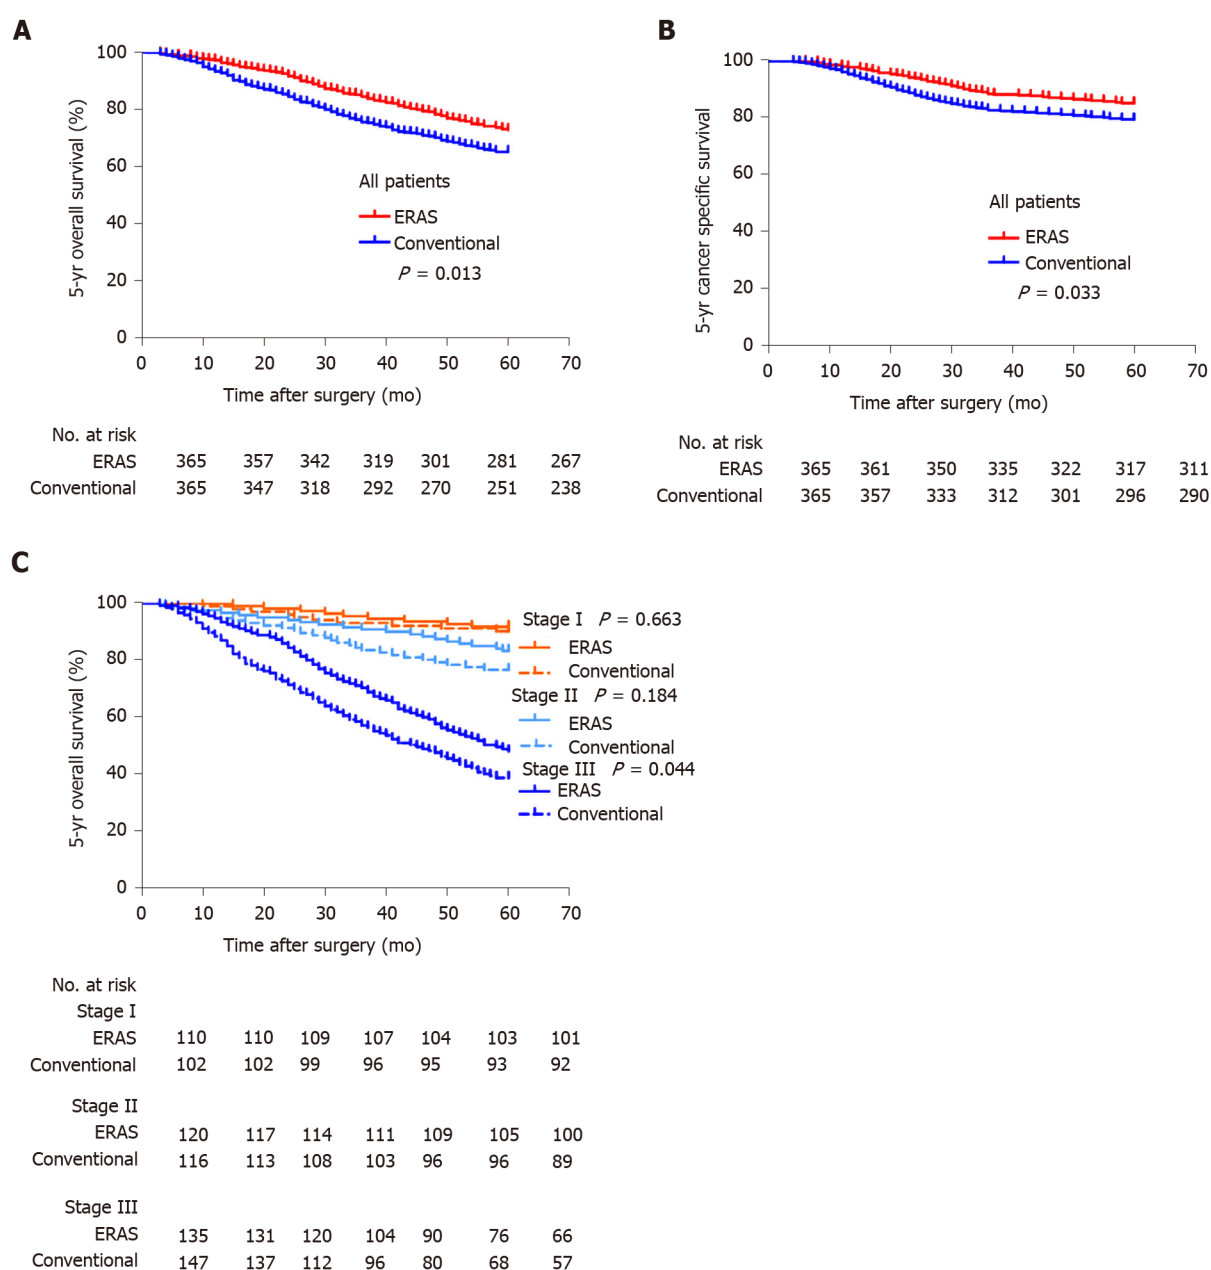 A
5-yr overall survival (%)
100
80
60
40
20
0
All patients
ERAS
Conventional
P = 0.013
0 10 20 30 40 50 60 70
Time after surgery (mo)
No. at risk
ERAS 365 357 342 319 301 281 267
Conventional 365 347 318 292 270 251 238
B
5-yr cancer specific survival
100
80
60
40
20
0
All patients
ERAS
Conventional
P = 0.033
0 10 20 30 40 50 60 70
Time after surgery (mo)
No. at risk
ERAS 365 361 350 335 322 317 311
Conventional 365 357 333 312 301 296 290
C
5-yr overall survival (%)
100
80
60
40
20
0
Stage I P = 0.663
ERAS
Conventional
Stage II P = 0.184
ERAS
Conventional
Stage III P = 0.044
ERAS
Conventional
0 10 20 30 40 50 60 70
Time after surgery (mo)
No. at risk
Stage I
ERAS 110 110 109 107 104 103 101
Conventional 102 102 99 96 95 93 92
Stage II
ERAS 120 117 114 111 109 105 100
Conventional 116 113 108 103 96 96 89
Stage III
ERAS 135 131 120 104 90 76 66
Conventional 147 137 112 96 80 68 57